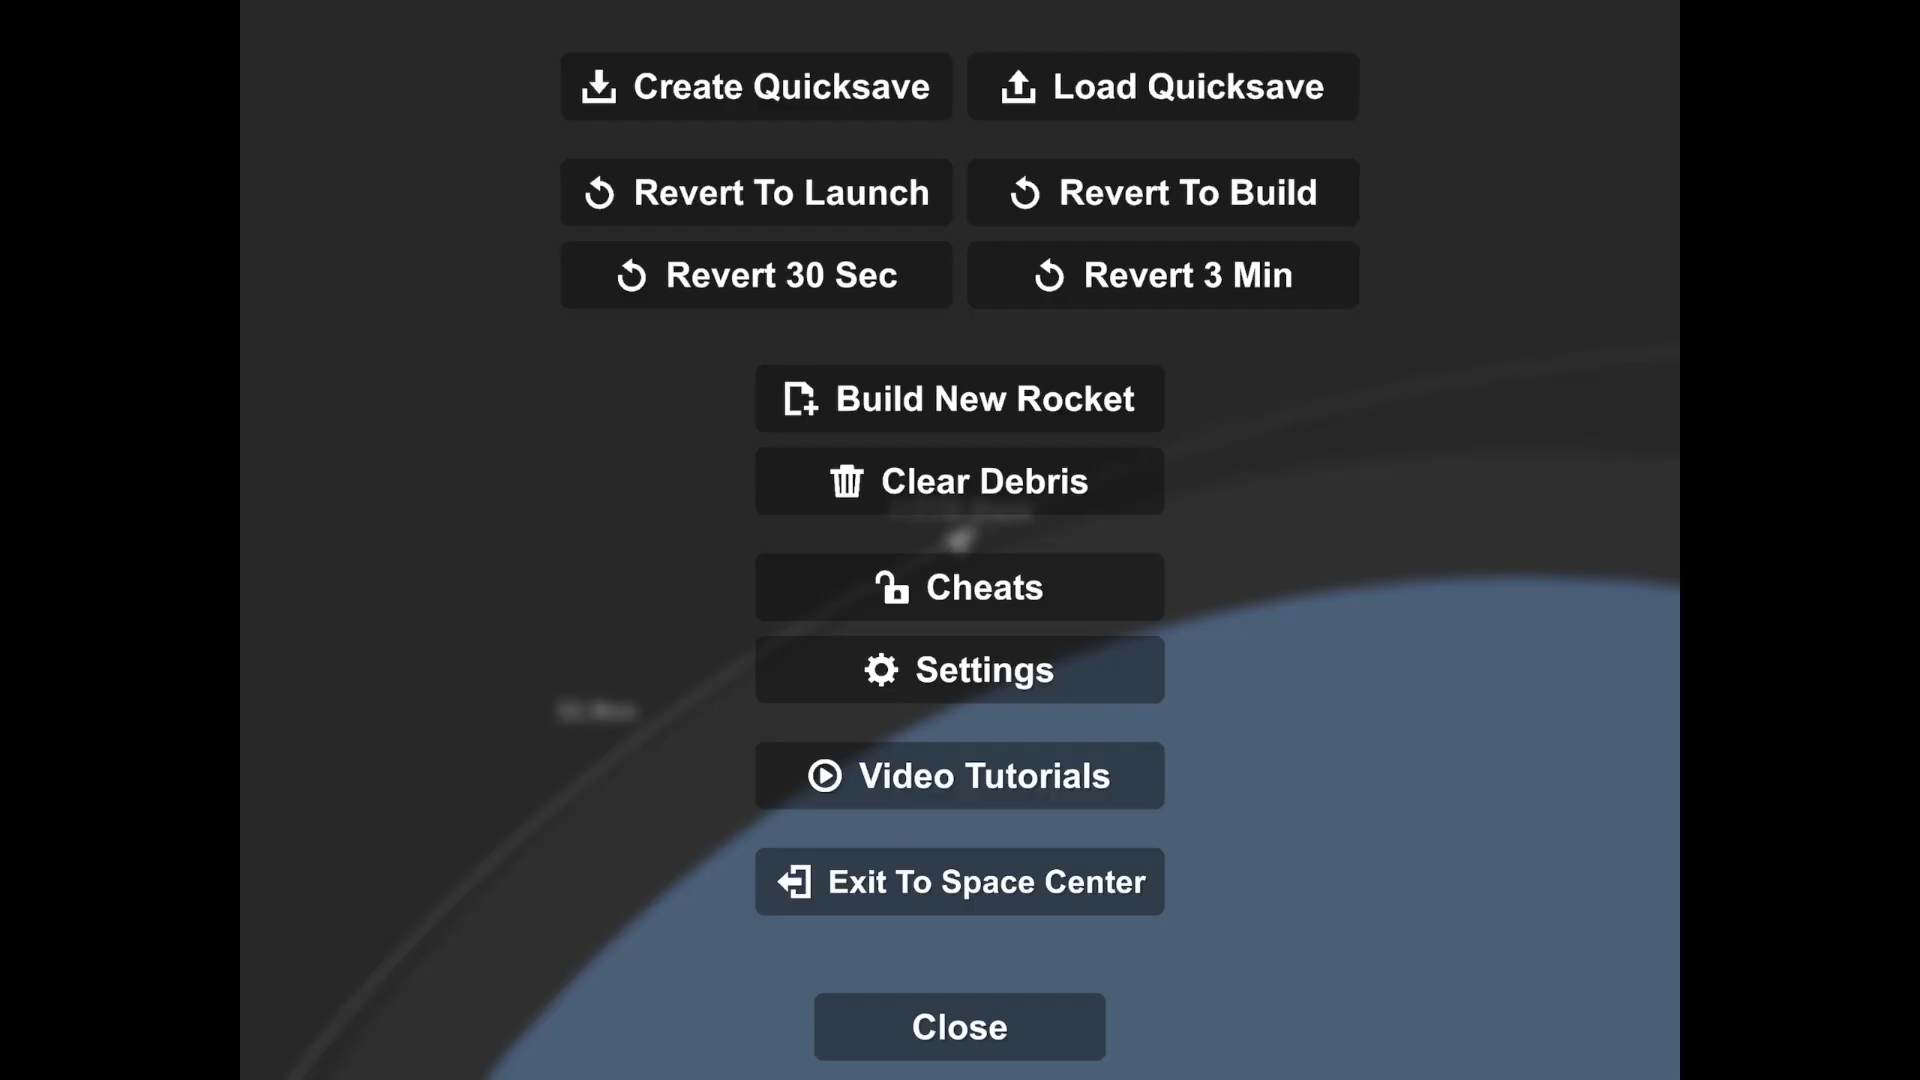 Create Quicksave
Load Quicksave
Revert To Launch
Revert To Build
Revert 30 Sec
Revert 3 Min
Build New Rocket
Clear Debris
Cheats
Settings
Video Tutorials
Exit To Space Center
Close